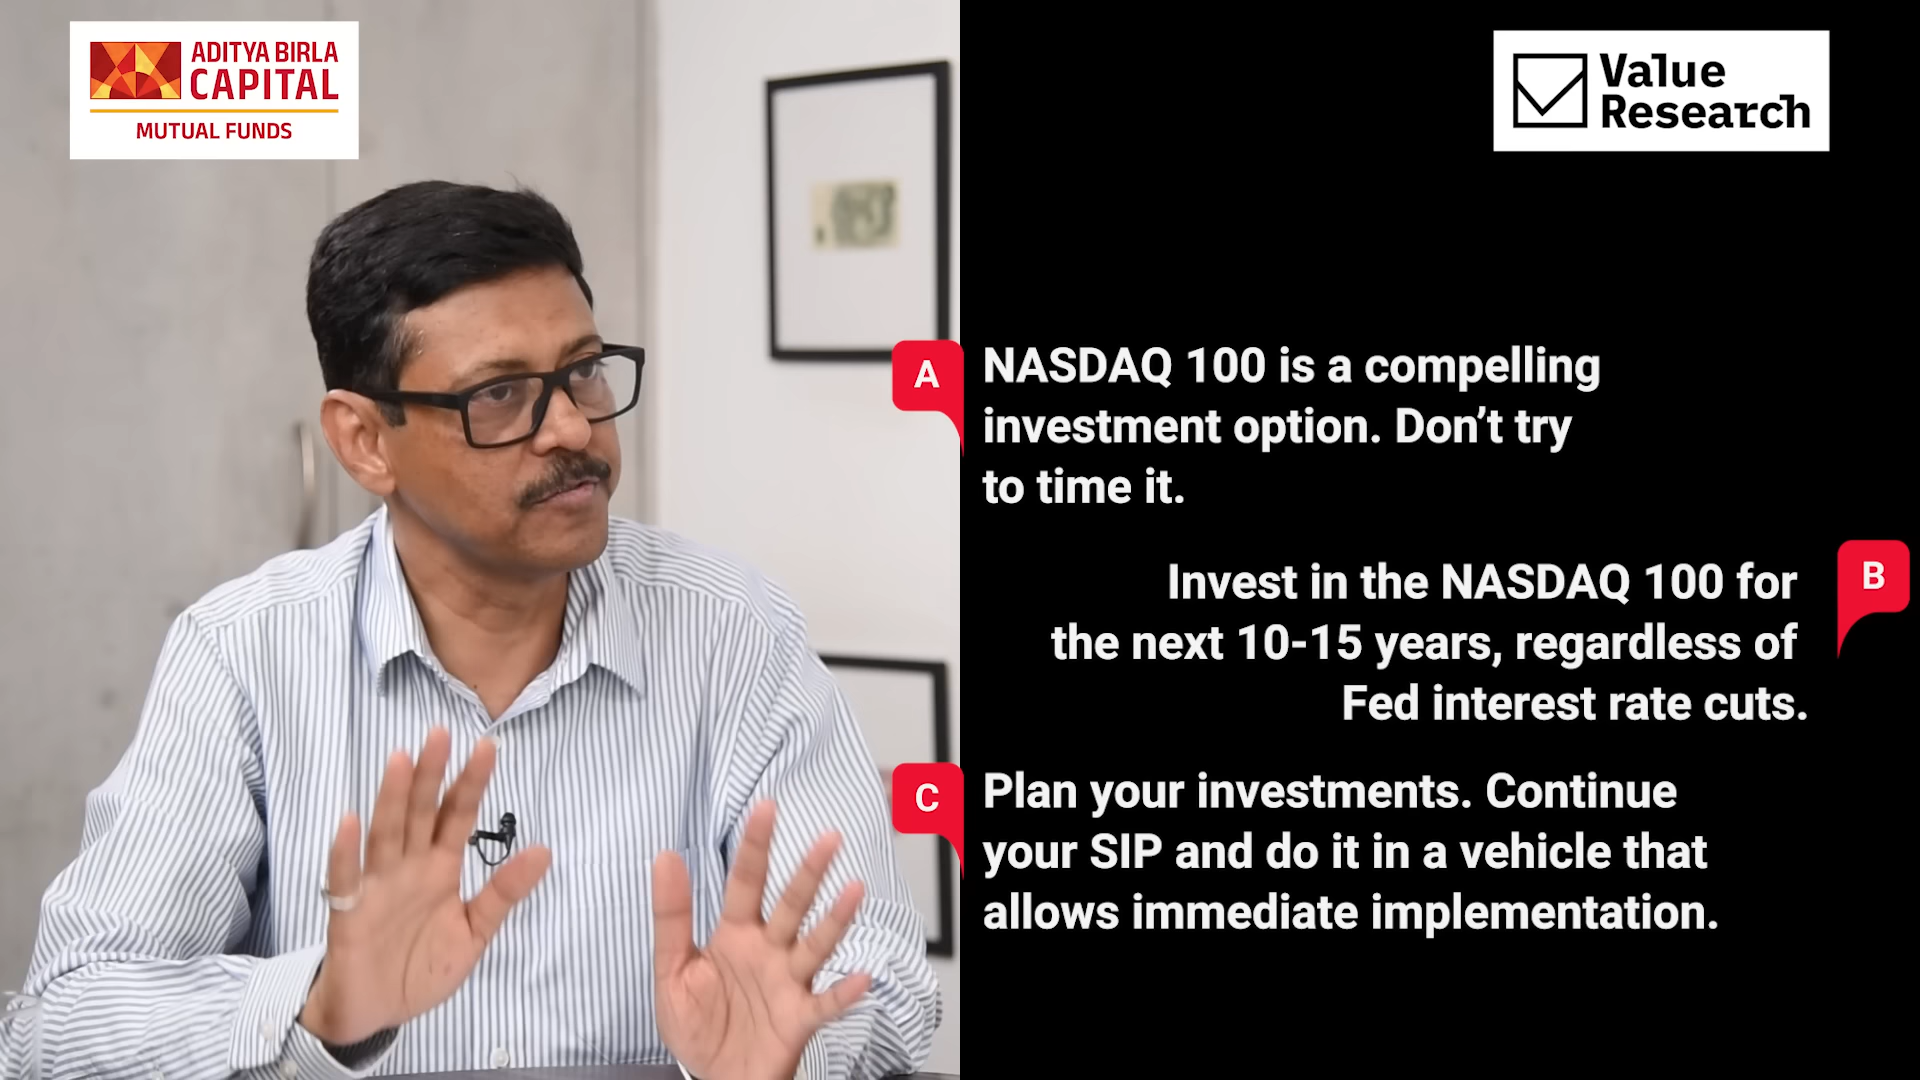 ADITYA BIRLA
CAPITAL
MUTUAL FUNDS
Value
Research
A
NASDAQ 100 is a compelling
investment option. Don’t try
to time it.
B
Invest in the NASDAQ 100 for
the next 10-15 years, regardless of
Fed interest rate cuts.
C
Plan your investments. Continue
your SIP and do it in a vehicle that
allows immediate implementation.